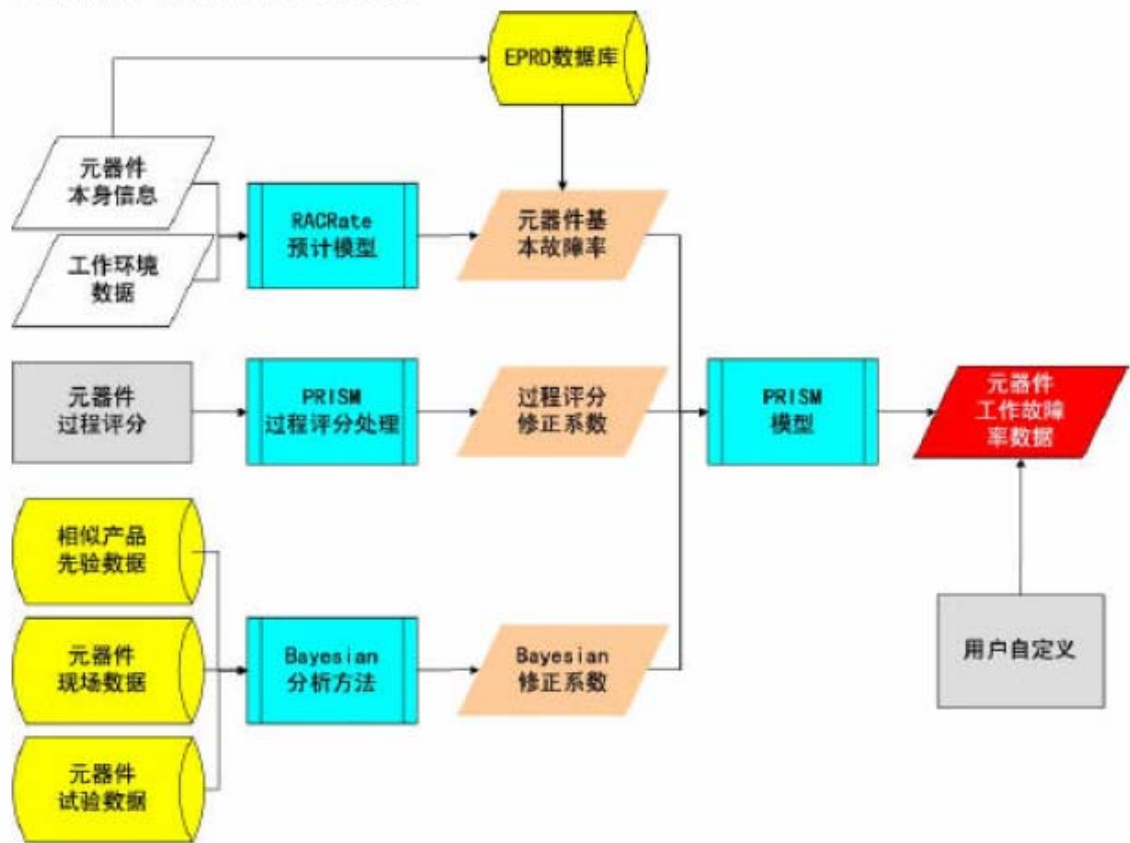 EPRD数据库
元器件
本身信息
RACRate
预计模型
元器件基
本故障率
工作环境
数据
元器件
过程评分
PRISM
过程评分处理
过程评分
修正系数
PRISM
模型
元器件
工作故障
率数据
相似产品
先验数据
元器件
现场数据
Bayesian
分析方法
Bayesian
修正系数
用户自定义
元器件
试验数据